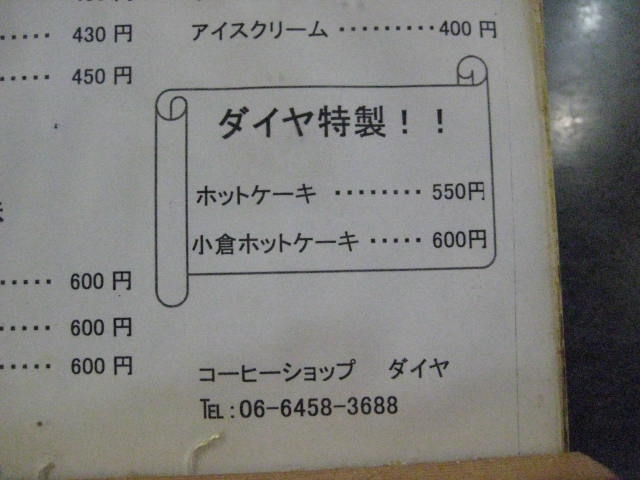 430 円
450 円
アイスクリーム ·········400 円
ダイヤ特製！！
ホットケーキ ········ 550円
小倉ホットケーキ ····· 600円
600 円
600 円
600 円
コーヒーショップ ダイヤ
℡:06-6458-3688